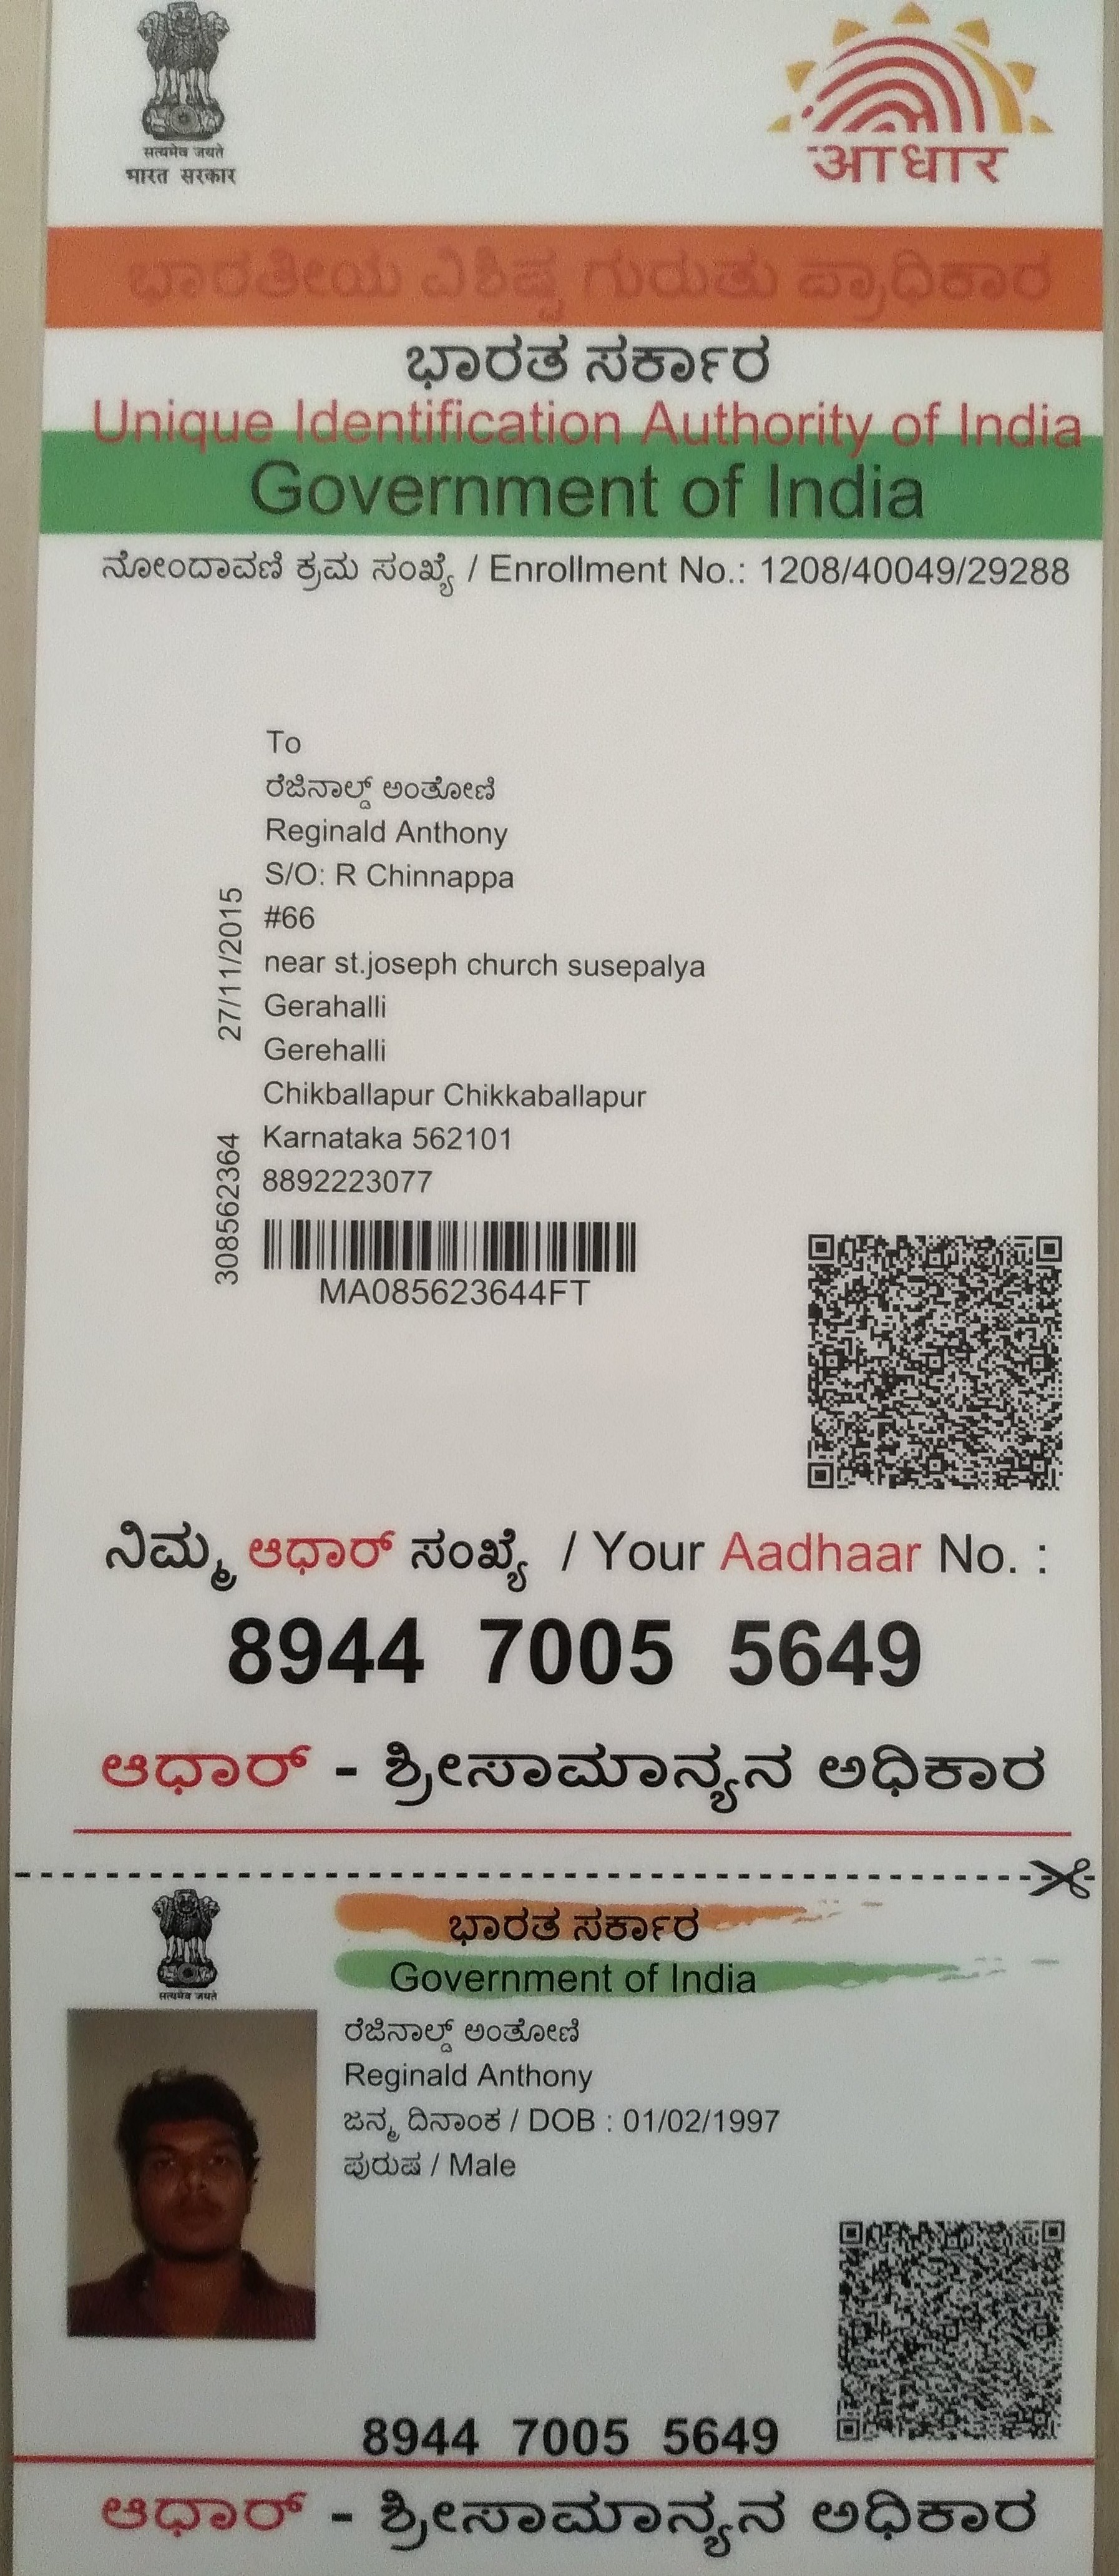 सत्यमेव जयते
भारत सरकार
आधार
ಭಾರತೀಯ ವಿಶಿಷ್ಟ ಗುರುತು ಪ್ರಾಧಿಕಾರ
ಭಾರತ ಸರ್ಕಾರ
Unique Identification Authority of India
Government of India
ನೋಂದಾವಣಿ ಕ್ರಮ ಸಂಖ್ಯೆ / Enrollment No.: 1208/40049/29288
To
ರೆಜಿನಾಲ್ಡ್ ಅಂತೋಣಿ
Reginald Anthony
S/O: R Chinnappa
#66
near st.joseph church susepalya
Gerahalli
Gerehalli
Chikballapur Chikkaballapur
Karnataka 562101
8892223077
27/11/2015
308562364
MA085623644FT
ನಿಮ್ಮ ಆಧಾರ್ ಸಂಖ್ಯೆ / Your Aadhaar No. :
8944 7005 5649
ಆಧಾರ್ - ಶ್ರೀಸಾಮಾನ್ಯನ ಅಧಿಕಾರ
सत्यमेव जयते
ಭಾರತ ಸರ್ಕಾರ
Government of India
ರೆಜಿನಾಲ್ಡ್ ಅಂತೋಣಿ
Reginald Anthony
ಜನ್ಮ ದಿನಾಂಕ / DOB : 01/02/1997
ಪುರುಷ / Male
8944 7005 5649
ಆಧಾರ್ - ಶ್ರೀಸಾಮಾನ್ಯನ ಅಧಿಕಾರ